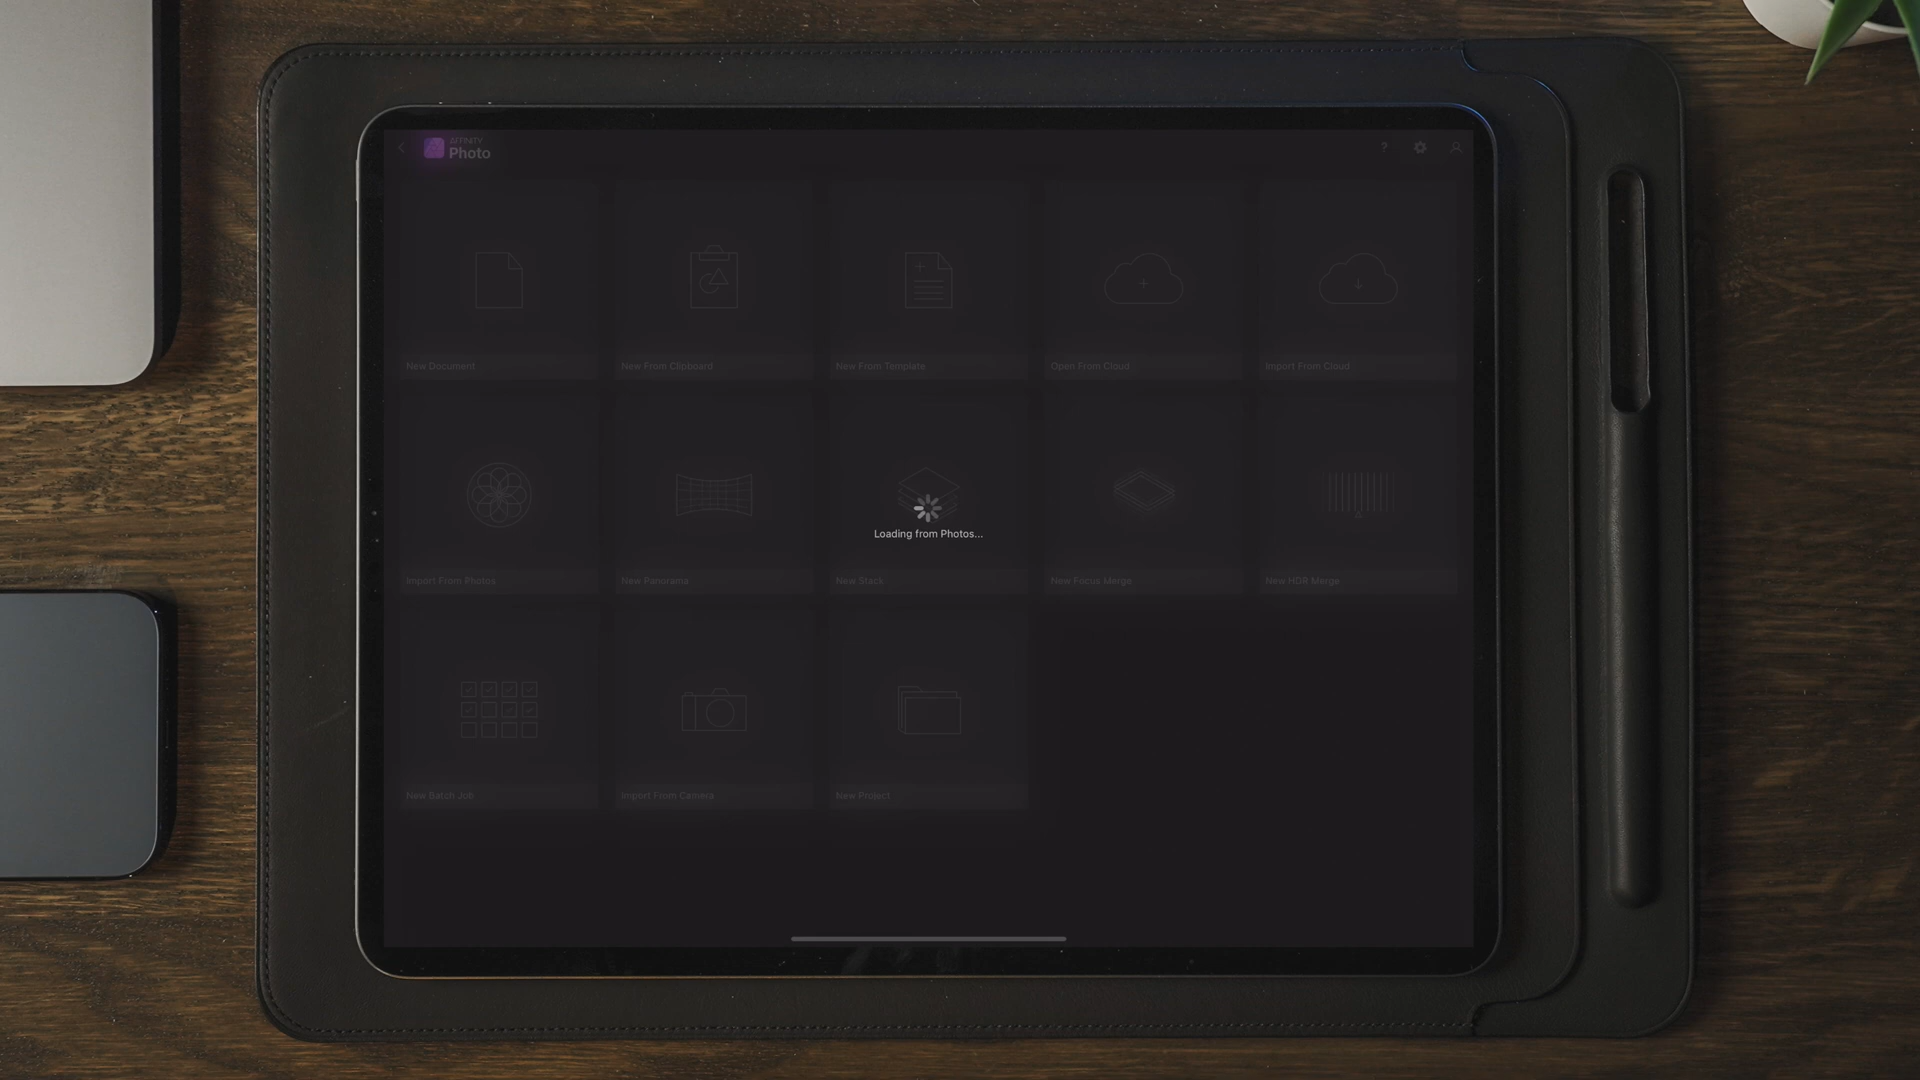 AFFINITY
Photo
?
New Document
New From Clipboard
New From Template
Open From Cloud
Import From Cloud
Import From Photos
New Panorama
New Stack
New Focus Merge
New HDR Merge
Loading from Photos...
New Batch Job
Import From Camera
New Project